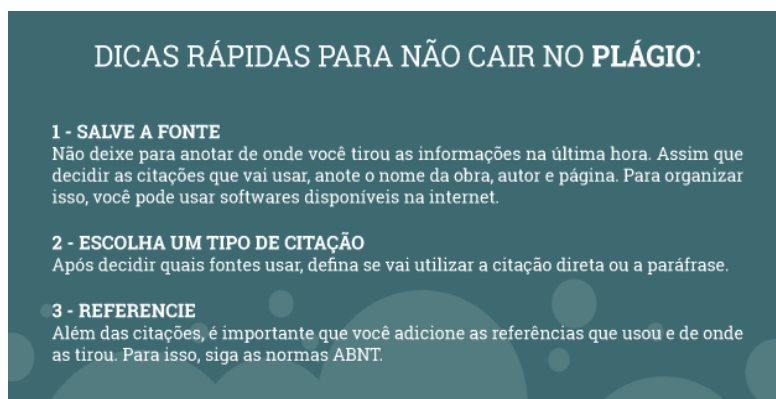 DICAS RÁPIDAS PARA NÃO CAIR NO PLÁGIO:
1 - SALVE A FONTE
Não deixe para anotar de onde você tirou as informações na última hora. Assim que
decidir as citações que vai usar, anote o nome da obra, autor e página. Para organizar
isso, você pode usar softwares disponíveis na internet.
2 - ESCOLHA UM TIPO DE CITAÇÃO
Após decidir quais fontes usar, defina se vai utilizar a citação direta ou a paráfrase.
3 - REFERENCIE
Além das citações, é importante que você adicione as referências que usou e de onde
as tirou. Para isso, siga as normas ABNT.